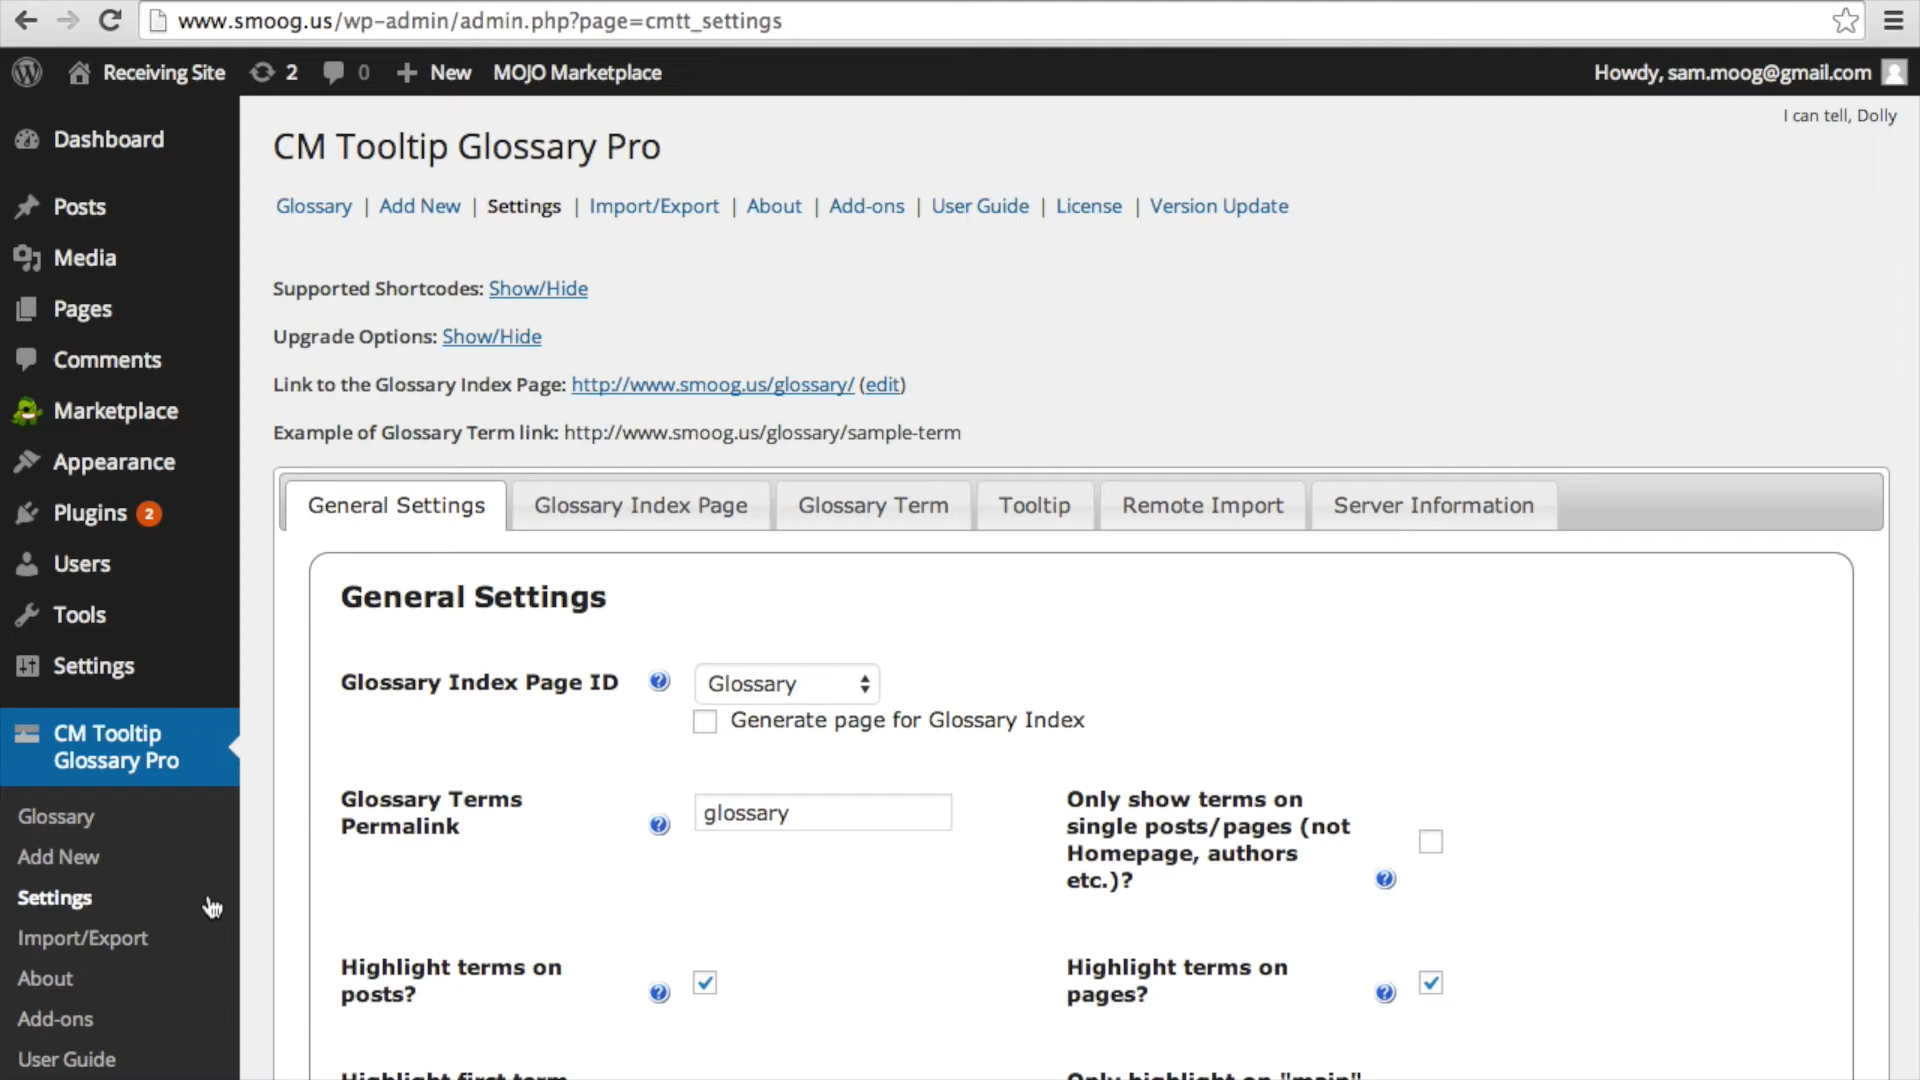 www.smoog.us/wp-admin/admin.php?page=cmtt_settings
Receiving Site 2 0 New MOJO Marketplace Howdy, sam.moog@gmail.com
I can tell, Dolly
Dashboard
Posts
Media
Pages
Comments
Marketplace
Appearance
Plugins 2
Users
Tools
Settings
CM Tooltip
Glossary Pro
Glossary
Add New
Settings
Import/Export
About
Add-ons
User Guide
CM Tooltip Glossary Pro
Glossary | Add New | Settings | Import/Export | About | Add-ons | User Guide | License | Version Update
Supported Shortcodes: Show/Hide
Upgrade Options: Show/Hide
Link to the Glossary Index Page: http://www.smoog.us/glossary/ (edit)
Example of Glossary Term link: http://www.smoog.us/glossary/sample-term
General Settings Glossary Index Page Glossary Term Tooltip Remote Import Server Information
General Settings
Glossary Index Page ID ? Glossary
Generate page for Glossary Index
Glossary Terms
Permalink ? glossary
Only show terms on
single posts/pages (not
Homepage, authors
etc.)? ?
Highlight terms on
posts? ?
Highlight terms on
pages? ?
Highlight first term
Only highlight on "main"